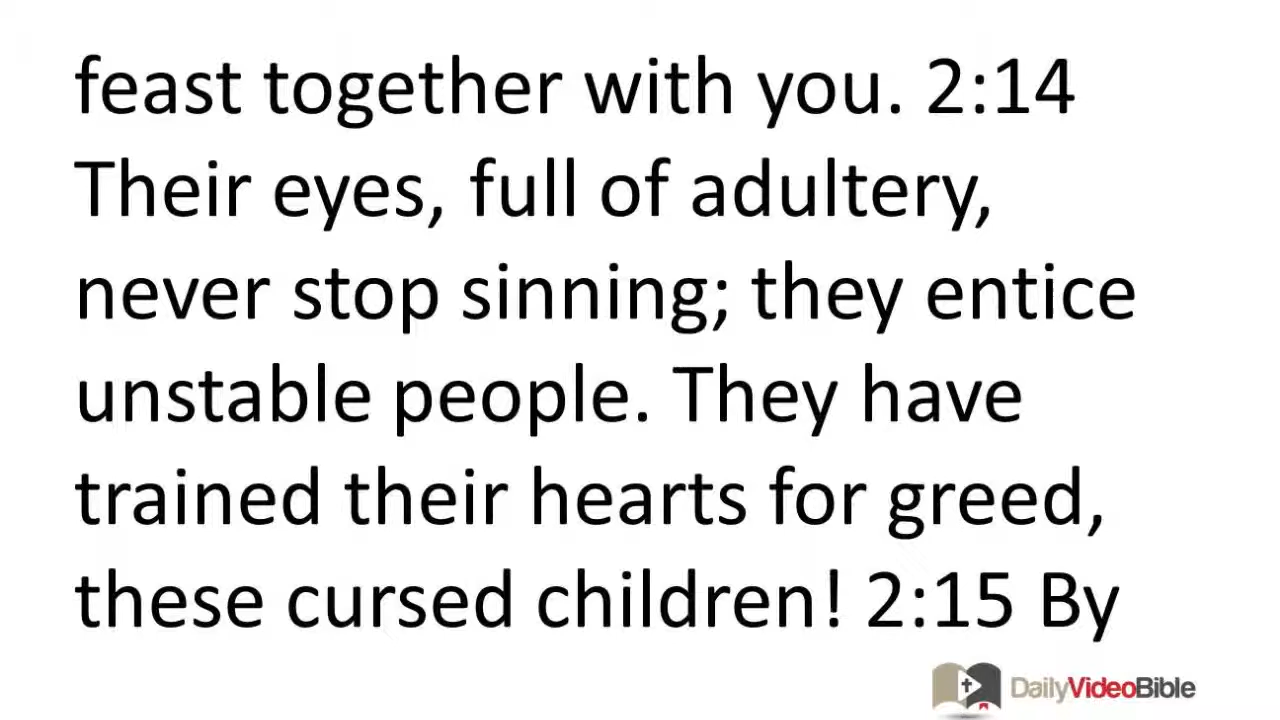 feast together with you. 2:14
Their eyes, full of adultery,
never stop sinning; they entice
unstable people. They have
trained their hearts for greed,
these cursed children! 2:15 By
DailyVideoBible